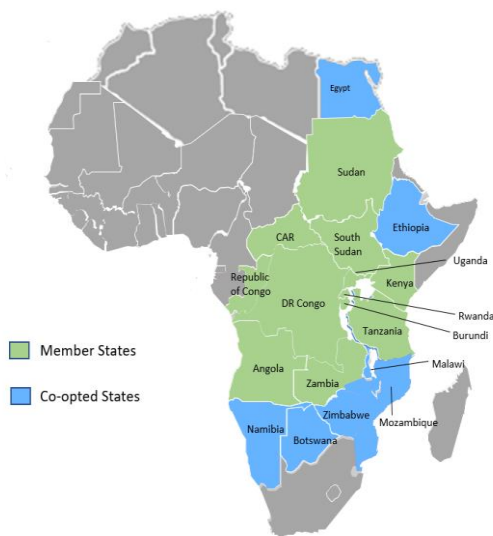 Egypt
Sudan
Ethiopia
CAR
South
Sudan
Uganda
Republic
of Congo
Kenya
DR Congo
Rwanda
Burundi
Tanzania
Member States
Malawi
Angola
Zambia
Co-opted States
Zimbabwe
Mozambique
Namibia
Botswana